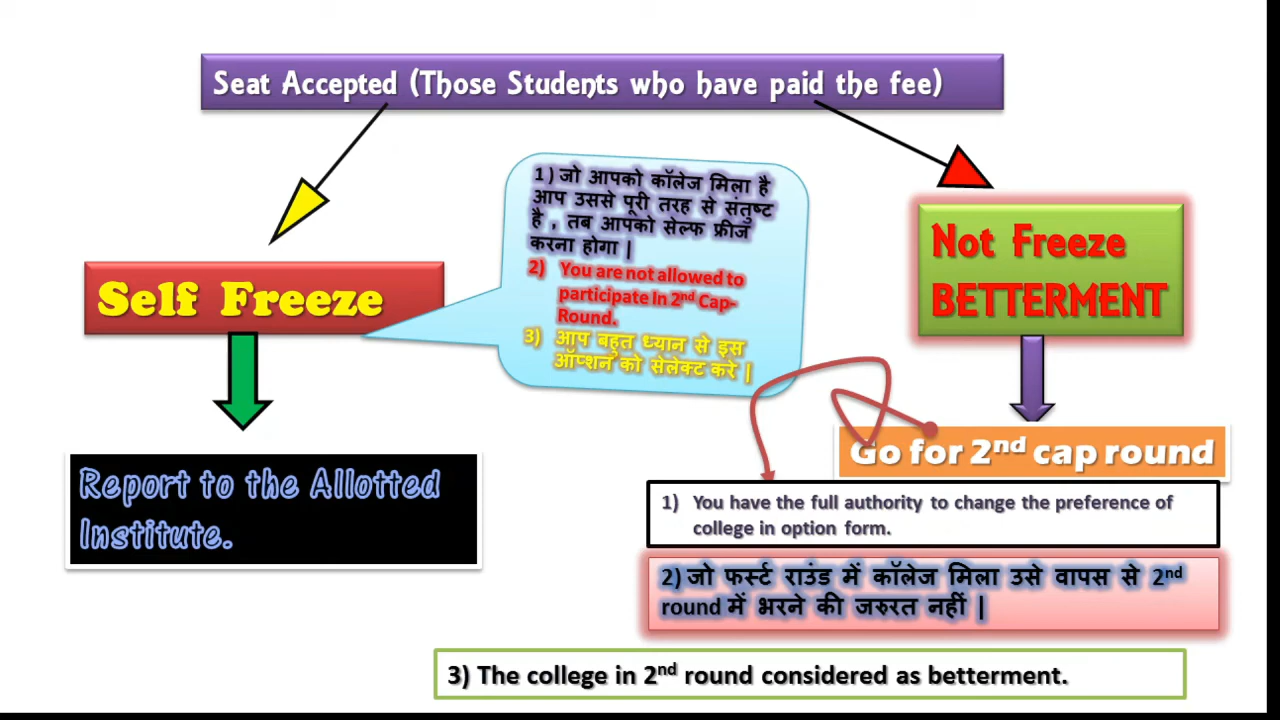 Seat Accepted (Those Students who have paid the fee)
1) जो आपको कॉलेज मिला है
आप उससे पूरी तरह से संतुष्ट
है , तब आपको सेल्फ फ्रीज
करना होगा |
2) You are not allowed to
participate in 2nd Cap-
Round.
3) आप बहुत ध्यान से इस
ऑप्शन को सेलेक्ट करे |
Self Freeze
Not Freeze
BETTERMENT
Report to the Allotted
Institute.
Go for 2nd cap round
1) You have the full authority to change the preference of
college in option form.
2) जो फर्स्ट राउंड में कॉलेज मिला उसे वापस से 2nd
round में भरने की जरुरत नहीं |
3) The college in 2nd round considered as betterment.